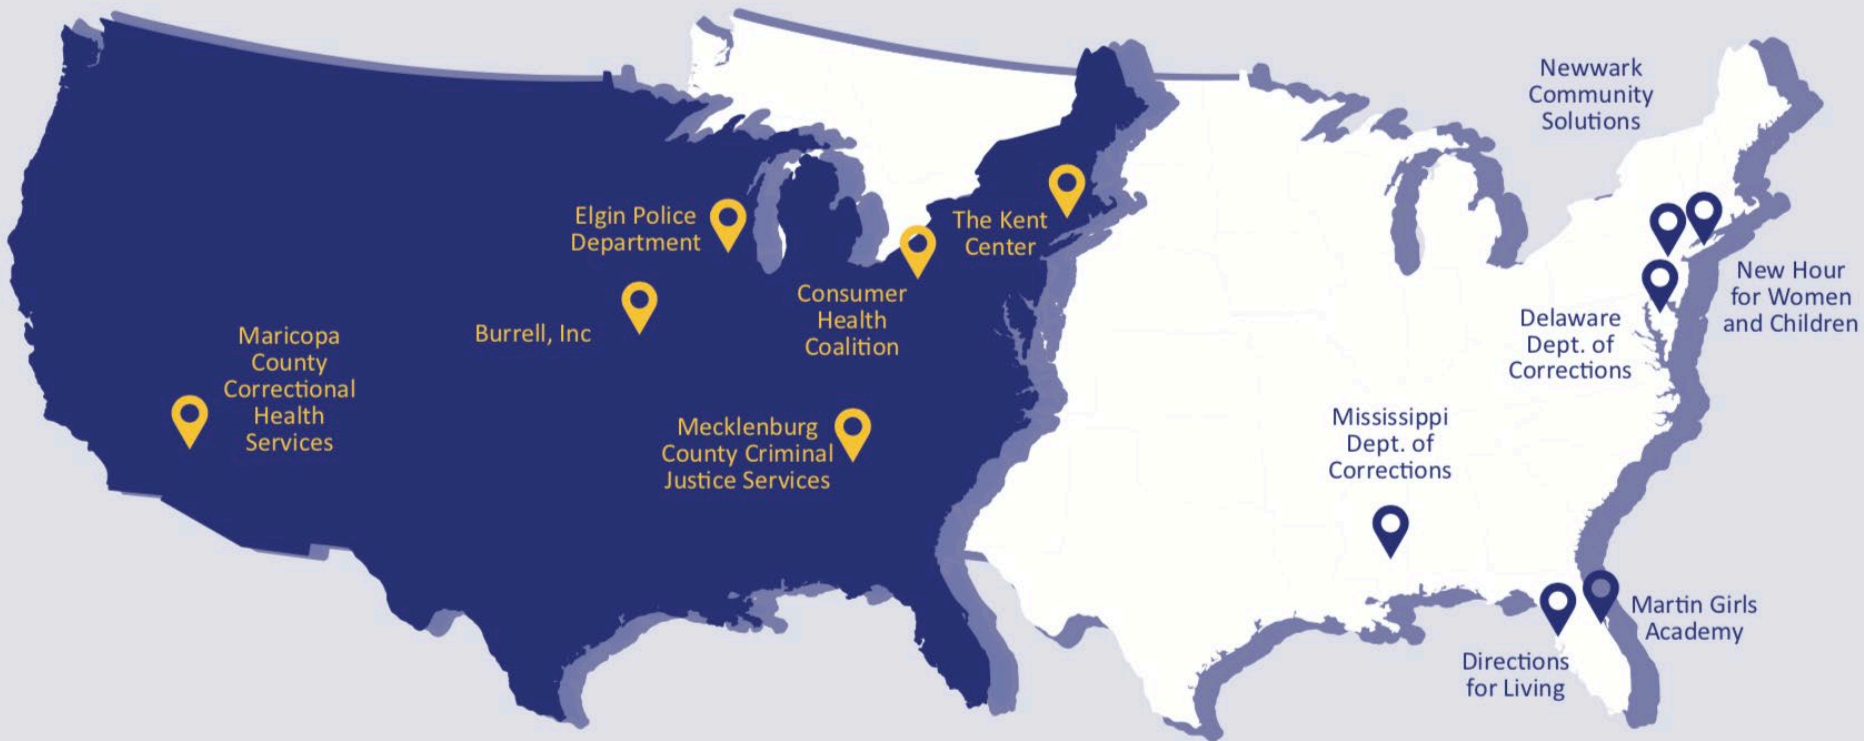 Elgin Police
Department
The Kent
Center
Burrell, Inc
Consumer
Health
Coalition
Maricopa
County
Correctional
Health
Services
Mecklenburg
County Criminal
Justice Services
Newwark
Community
Solutions
New Hour
for Women
and Children
Delaware
Dept. of
Corrections
Mississippi
Dept. of
Corrections
Martin Girls
Academy
Directions
for Living